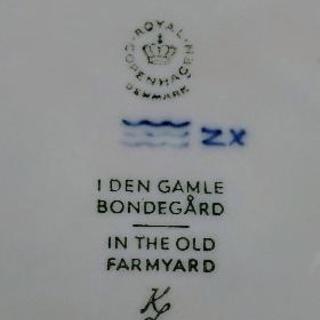 ROYAL
COPENHAGEN
DENMARK
ZX
I DEN GAMLE
BONDEGÅRD
IN THE OLD
FARMYARD